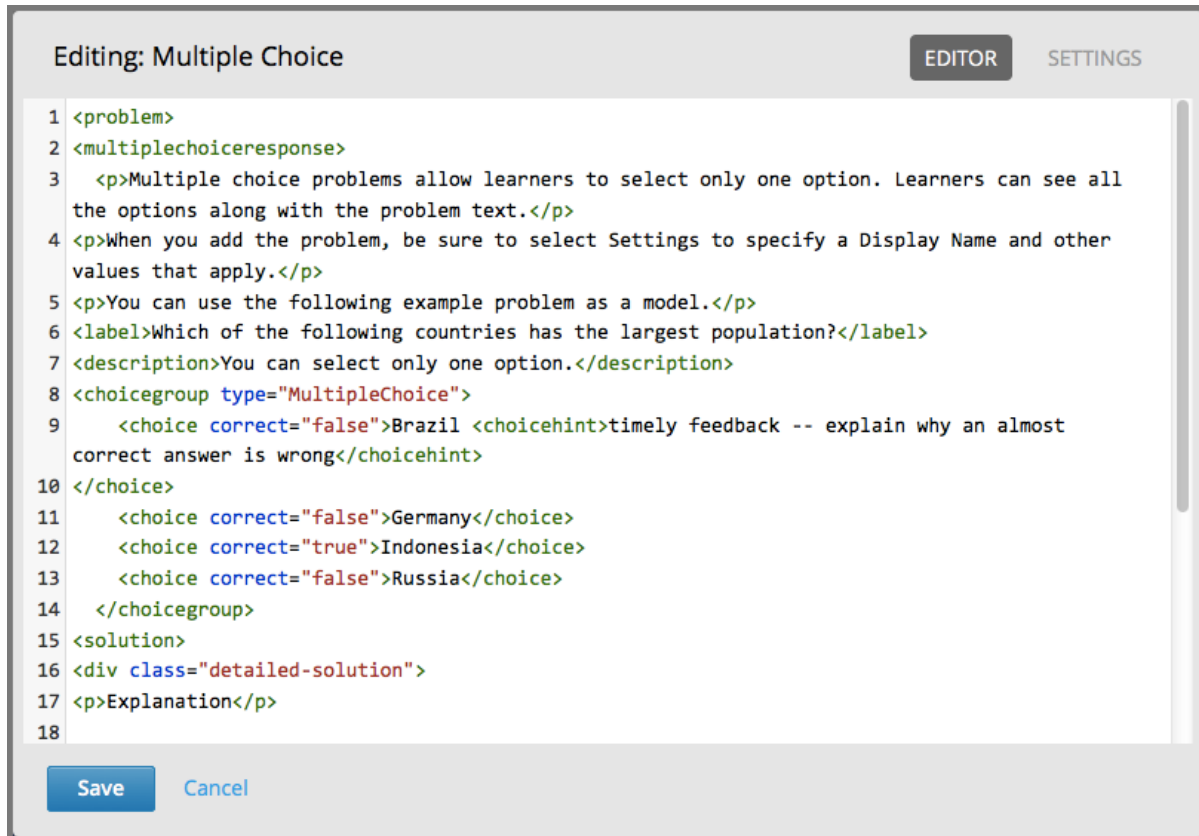 Editing: Multiple Choice
EDITOR
SETTINGS
1 <problem>
2 <multiplechoiceresponse>
3   <p>Multiple choice problems allow learners to select only one option. Learners can see all
the options along with the problem text.</p>
4 <p>When you add the problem, be sure to select Settings to specify a Display Name and other
values that apply.</p>
5 <p>You can use the following example problem as a model.</p>
6 <label>Which of the following countries has the largest population?</label>
7 <description>You can select only one option.</description>
8 <choicegroup type="MultipleChoice">
9     <choice correct="false">Brazil <choicehint>timely feedback -- explain why an almost
correct answer is wrong</choicehint>
10 </choice>
11     <choice correct="false">Germany</choice>
12     <choice correct="true">Indonesia</choice>
13     <choice correct="false">Russia</choice>
14   </choicegroup>
15 <solution>
16 <div class="detailed-solution">
17 <p>Explanation</p>
18
Save
Cancel